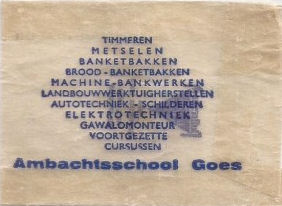 TIMMEREN
METSELEN
BANKETBAKKEN
BROOD - BANKETBAKKEN
MACHINE - BANKWERKEN
LANDBOUWWERKTUIGHERSTELLEN
AUTOTECHNIEK - SCHILDEREN
ELEKTROTECHNIEK
GAWALOMONTEUR
VOORTGEZETTE
CURSUSSEN
Ambachtsschool Goes